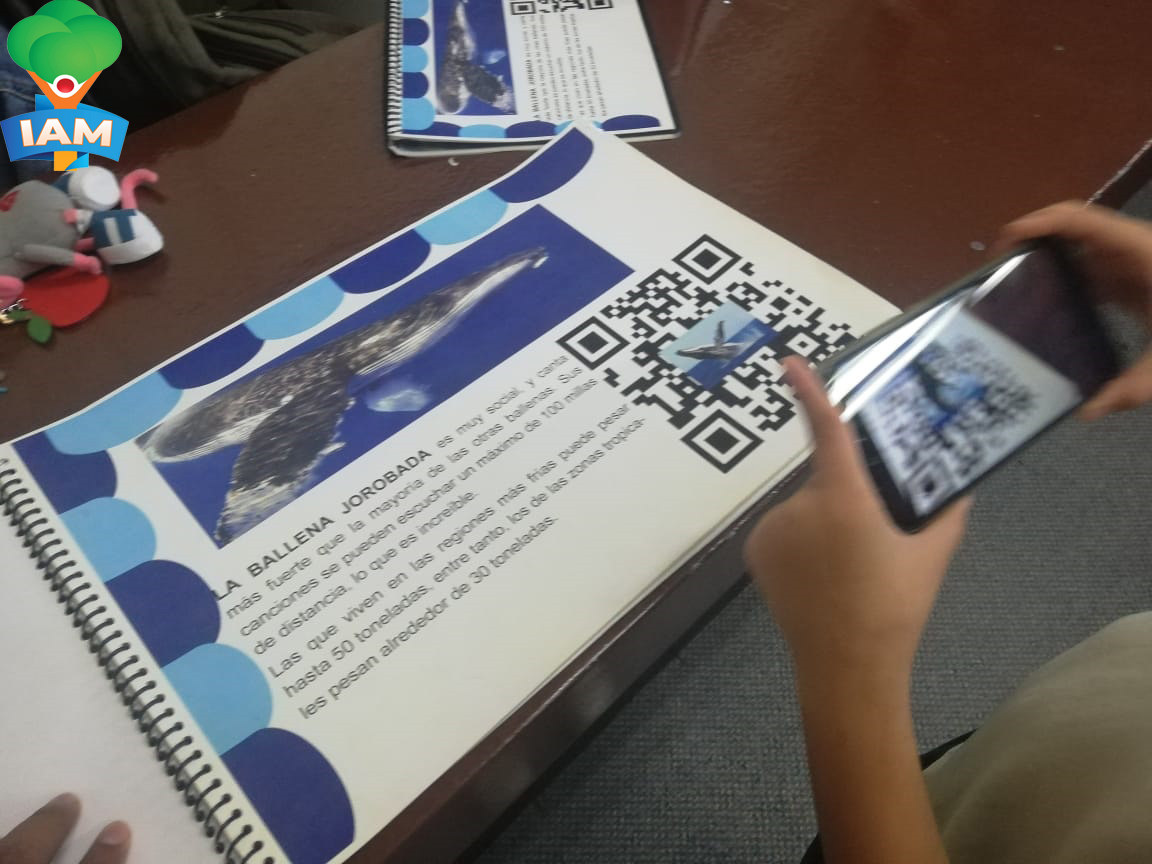 IAM
LA BALLENA JOROBADA es muy social, y canta
más fuerte que la mayoría de las otras ballenas. Sus
canciones se pueden escuchar un máximo de 100 millas
de distancia, lo que es increíble.
Las que viven en las regiones más frías puede pesar
hasta 50 toneladas, entre tanto, los de las zonas tropica-
les pesan alrededor de 30 toneladas.
LA BALLENA JOROBADA